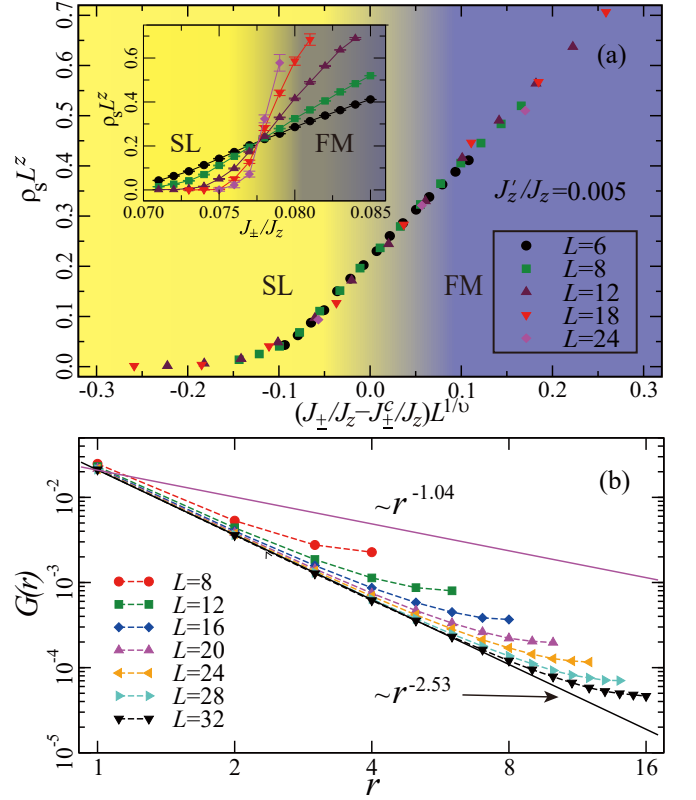 0.7
0.6
0.5
0.4
0.3
0.2
0.1
0.0
ρsL^z
(a)
0.6
0.4
0.2
0.0
ρsL^z
SL
FM
0.070 0.075 0.080 0.085
J±/Jz
J′z/Jz=0.005
SL
FM
L=6
L=8
L=12
L=18
L=24
-0.3 -0.2 -0.1 0.0 0.1 0.2 0.3
(J±/Jz−J±^c/Jz)L^1/υ
(b)
10^-2
10^-3
10^-4
10^-5
G(r)
~r^-1.04
L=8
L=12
L=16
L=20
L=24
L=28
L=32
~r^-2.53
1 2 4 8 16
r